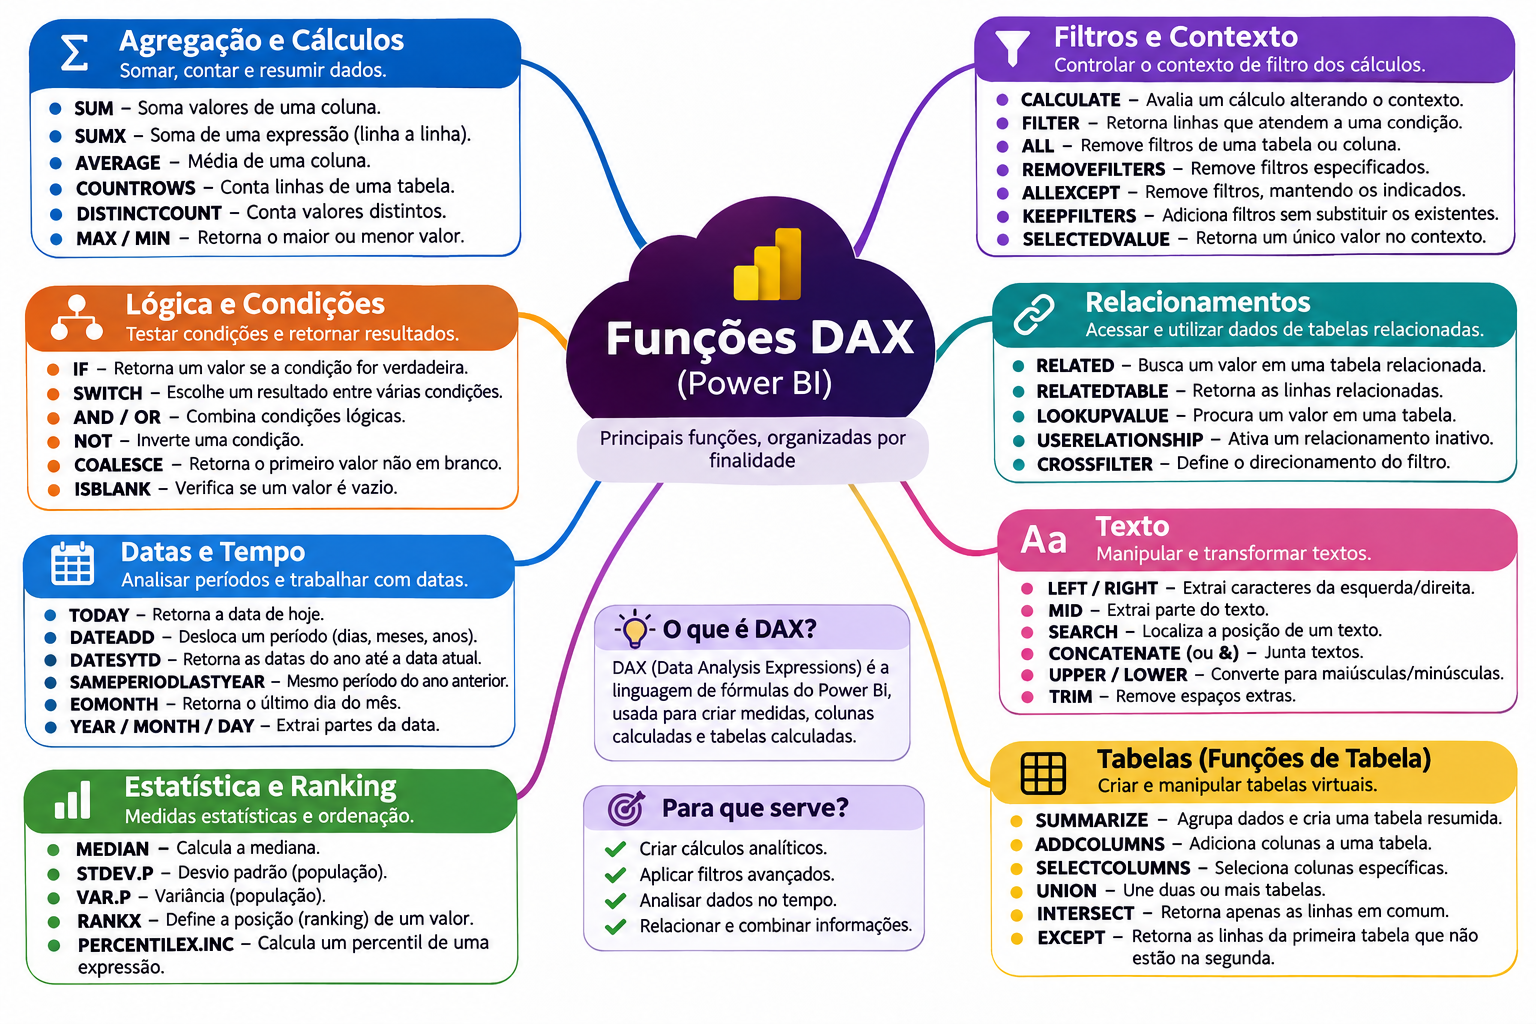 Agregação e Cálculos
Somar, contar e resumir dados.
SUM – Soma valores de uma coluna.
SUMX – Soma de uma expressão (linha a linha).
AVERAGE – Média de uma coluna.
COUNTROWS – Conta linhas de uma tabela.
DISTINCTCOUNT – Conta valores distintos.
MAX / MIN – Retorna o maior ou menor valor.
Lógica e Condições
Testar condições e retornar resultados.
IF – Retorna um valor se a condição for verdadeira.
SWITCH – Escolhe um resultado entre várias condições.
AND / OR – Combina condições lógicas.
NOT – Inverte uma condição.
COALESCE – Retorna o primeiro valor não em branco.
ISBLANK – Verifica se um valor é vazio.
Datas e Tempo
Analisar períodos e trabalhar com datas.
TODAY – Retorna a data de hoje.
DATEADD – Desloca um período (dias, meses, anos).
DATESYTD – Retorna as datas do ano até a data atual.
SAMEPERIODLASTYEAR – Mesmo período do ano anterior.
EOMONTH – Retorna o último dia do mês.
YEAR / MONTH / DAY – Extrai partes da data.
Estatística e Ranking
Medidas estatísticas e ordenação.
MEDIAN – Calcula a mediana.
STDEV.P – Desvio padrão (população).
VAR.P – Variância (população).
RANKX – Define a posição (ranking) de um valor.
PERCENTILEX.INC – Calcula um percentil de uma
expressão.
Funções DAX
(Power BI)
Principais funções, organizadas por
finalidade
O que é DAX?
DAX (Data Analysis Expressions) é a
linguagem de fórmulas do Power Bi,
usada para criar medidas, colunas
calculadas e tabelas calculadas.
Para que serve?
Criar cálculos analíticos.
Aplicar filtros avançados.
Analisar dados no tempo.
Relacionar e combinar informações.
Filtros e Contexto
Controlar o contexto de filtro dos cálculos.
CALCULATE – Avalia um cálculo alterando o contexto.
FILTER – Retorna linhas que atendem a uma condição.
ALL – Remove filtros de uma tabela ou coluna.
REMOVEFILTERS – Remove filtros especificados.
ALLEXCEPT – Remove filtros, mantendo os indicados.
KEEPFILTERS – Adiciona filtros sem substituir os existentes.
SELECTEDVALUE – Retorna um único valor no contexto.
Relacionamentos
Acessar e utilizar dados de tabelas relacionadas.
RELATED – Busca um valor em uma tabela relacionada.
RELATEDTABLE – Retorna as linhas relacionadas.
LOOKUPVALUE – Procura um valor em uma tabela.
USERELATIONSHIP – Ativa um relacionamento inativo.
CROSSFILTER – Define o direcionamento do filtro.
Aa
Texto
Manipular e transformar textos.
LEFT / RIGHT – Extrai caracteres da esquerda/direita.
MID – Extrai parte do texto.
SEARCH – Localiza a posição de um texto.
CONCATENATE (ou &) – Junta textos.
UPPER / LOWER – Converte para maiúsculas/minúsculas.
TRIM – Remove espaços extras.
Tabelas (Funções de Tabela)
Criar e manipular tabelas virtuais.
SUMMARIZE – Agrupa dados e cria uma tabela resumida.
ADDCOLUMNS – Adiciona colunas a uma tabela.
SELECTCOLUMNS – Seleciona colunas específicas.
UNION – Une duas ou mais tabelas.
INTERSECT – Retorna apenas as linhas em comum.
EXCEPT – Retorna as linhas da primeira tabela que não
estão na segunda.